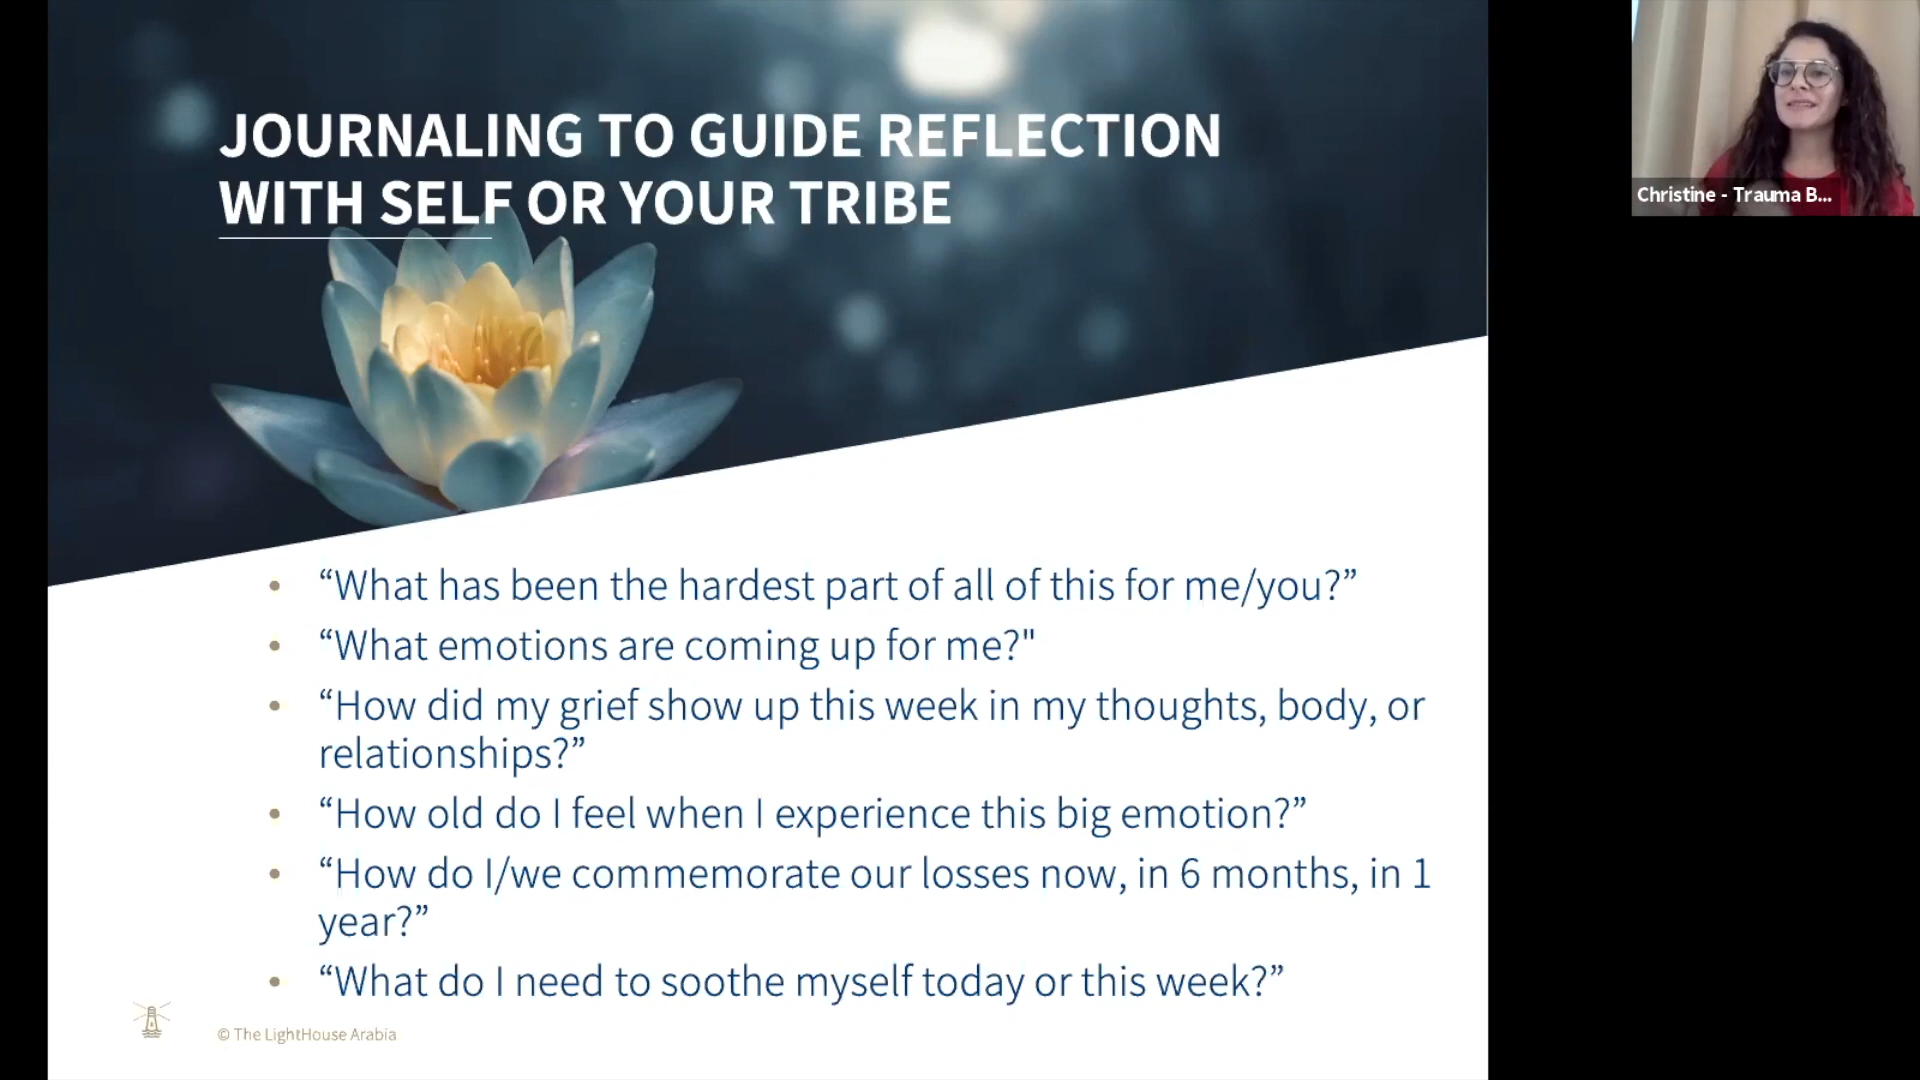 JOURNALING TO GUIDE REFLECTION
WITH SELF OR YOUR TRIBE
Christine - Trauma B...
• “What has been the hardest part of all of this for me/you?”
• “What emotions are coming up for me?"
• “How did my grief show up this week in my thoughts, body, or
relationships?”
• “How old do I feel when I experience this big emotion?”
• “How do I/we commemorate our losses now, in 6 months, in 1
year?”
• “What do I need to soothe myself today or this week?”
© The LightHouse Arabia